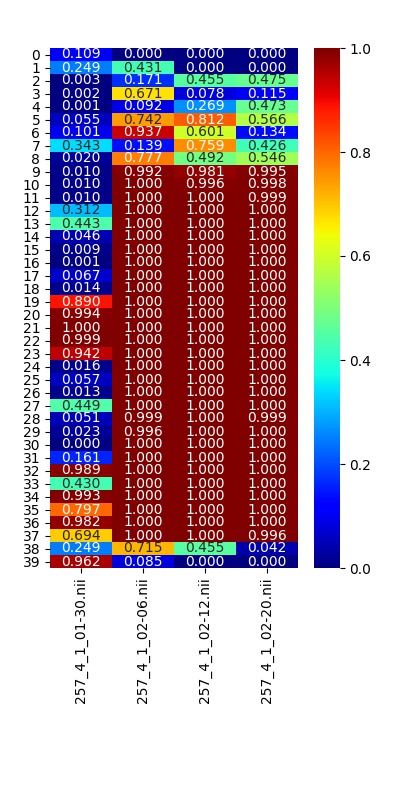 0 0.109 0.000 0.000 0.000
1 0.249 0.431 0.000 0.000
2 0.003 0.171 0.455 0.475
3 0.002 0.671 0.078 0.115
4 0.001 0.092 0.269 0.473
5 0.055 0.742 0.812 0.566
6 0.101 0.937 0.601 0.134
7 0.343 0.139 0.759 0.426
8 0.020 0.777 0.492 0.546
9 0.010 0.992 0.981 0.995
10 0.010 1.000 0.996 0.998
11 0.010 1.000 1.000 0.999
12 0.312 1.000 1.000 1.000
13 0.443 1.000 1.000 1.000
14 0.046 1.000 1.000 1.000
15 0.009 1.000 1.000 1.000
16 0.001 1.000 1.000 1.000
17 0.067 1.000 1.000 1.000
18 0.014 1.000 1.000 1.000
19 0.890 1.000 1.000 1.000
20 0.994 1.000 1.000 1.000
21 1.000 1.000 1.000 1.000
22 0.999 1.000 1.000 1.000
23 0.942 1.000 1.000 1.000
24 0.016 1.000 1.000 1.000
25 0.057 1.000 1.000 1.000
26 0.013 1.000 1.000 1.000
27 0.449 1.000 1.000 1.000
28 0.051 0.999 1.000 0.999
29 0.023 0.996 1.000 1.000
30 0.000 1.000 1.000 1.000
31 0.161 1.000 1.000 1.000
32 0.989 1.000 1.000 1.000
33 0.430 1.000 1.000 1.000
34 0.993 1.000 1.000 1.000
35 0.797 1.000 1.000 1.000
36 0.982 1.000 1.000 1.000
37 0.694 1.000 1.000 0.996
38 0.249 0.715 0.455 0.042
39 0.962 0.085 0.000 0.000
257_4_1_01-30.nii
257_4_1_02-06.nii
257_4_1_02-12.nii
257_4_1_02-20.nii
1.0
0.8
0.6
0.4
0.2
0.0